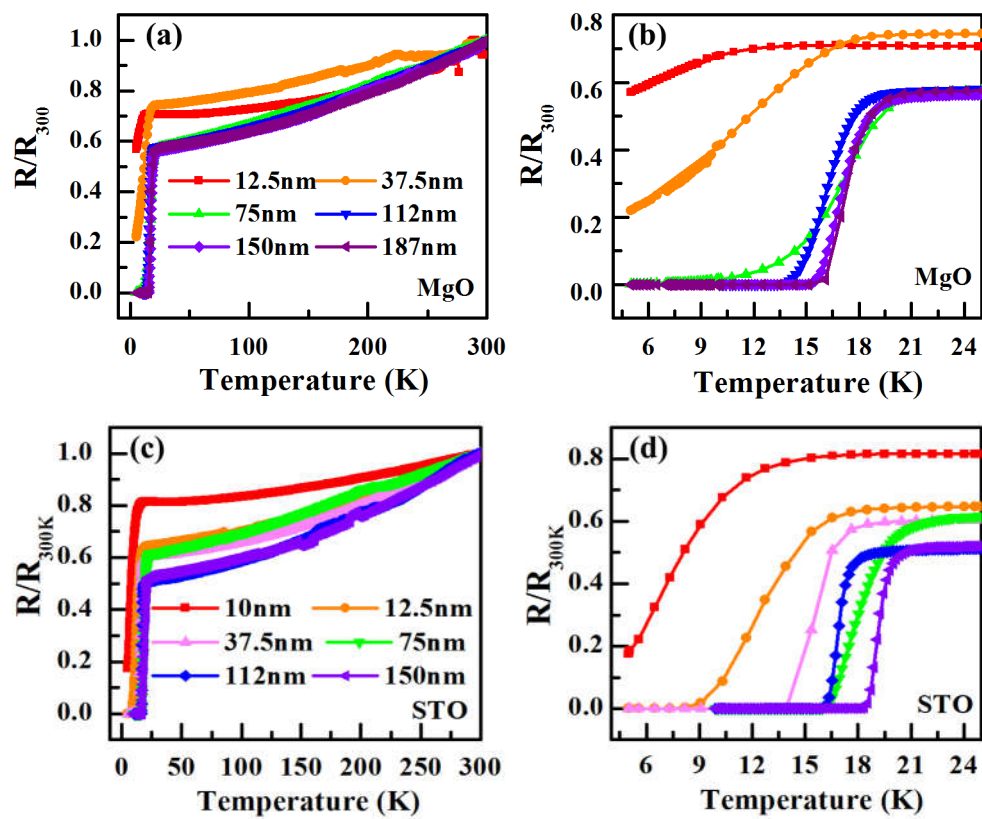 (a)
R/R300
1.0
0.8
0.6
0.4
0.2
0.0
12.5nm 37.5nm
75nm 112nm
150nm 187nm
MgO
0 100 200 300
Temperature (K)
(b)
0.8
0.6
0.4
0.2
0.0
MgO
6 9 12 15 18 21 24
Temperature (K)
(c)
R/R300K
1.0
0.8
0.6
0.4
0.2
0.0
10nm 12.5nm
37.5nm 75nm
112nm 150nm
STO
0 50 100 150 200 250 300
Temperature (K)
(d)
R/R300K
0.8
0.6
0.4
0.2
0.0
STO
6 9 12 15 18 21 24
Temperature (K)